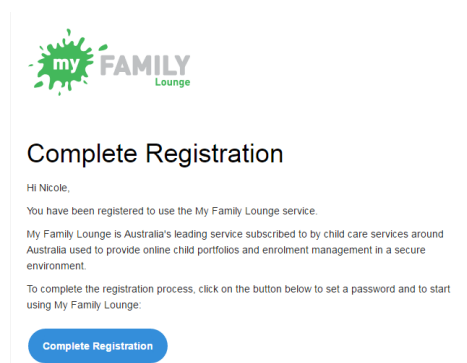 my FAMILY
Lounge
Complete Registration
Hi Nicole,
You have been registered to use the My Family Lounge service.
My Family Lounge is Australia's leading service subscribed to by child care services around
Australia used to provide online child portfolios and enrolment management in a secure
environment.
To complete the registration process, click on the button below to set a password and to start
using My Family Lounge:
Complete Registration